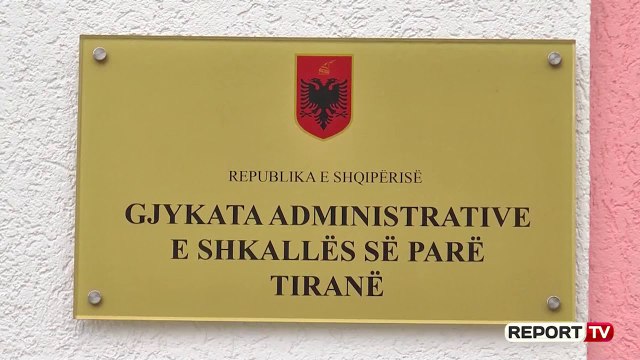 REPUBLIKA E SHQIPËRISË
GJYKATA ADMINISTRATIVE
E SHKALLËS SË PARË
TIRANË
REPORT TV